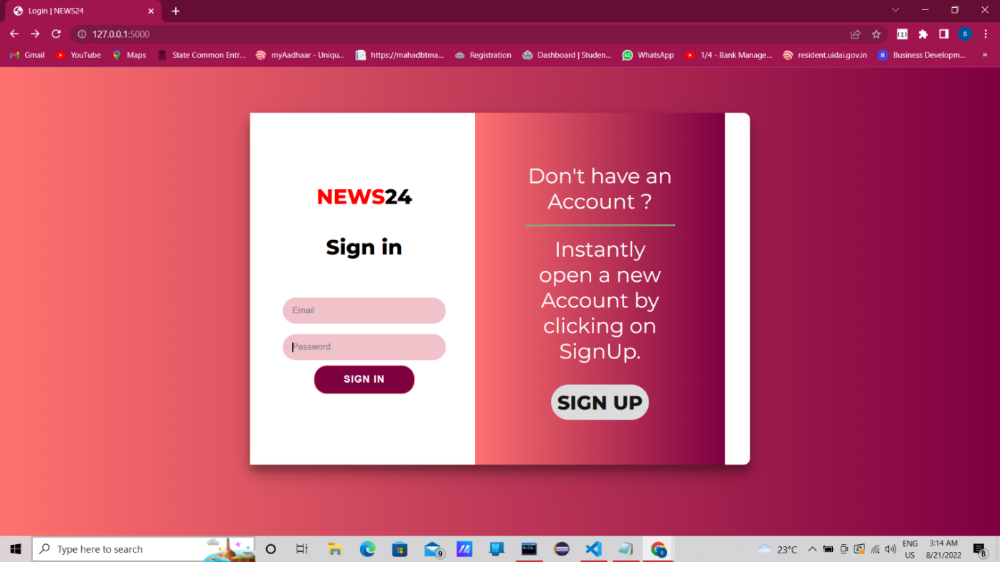 Login | NEWS24
127.0.0.1:5000
Gmail
YouTube
Maps
State Common Entr...
myAadhaar - Uniqu...
https://mahadbtma...
Registration
Dashboard | Studen...
WhatsApp
1/4 - Bank Manage...
resident.uidai.gov.in
Business Developm...
»
NEWS24
Sign in
Email
Password
SIGN IN
Don't have an
Account ?
Instantly
open a new
Account by
clicking on
SignUp.
SIGN UP
Type here to search
9
23°C
ENG
US
3:14 AM
8/21/2022
8